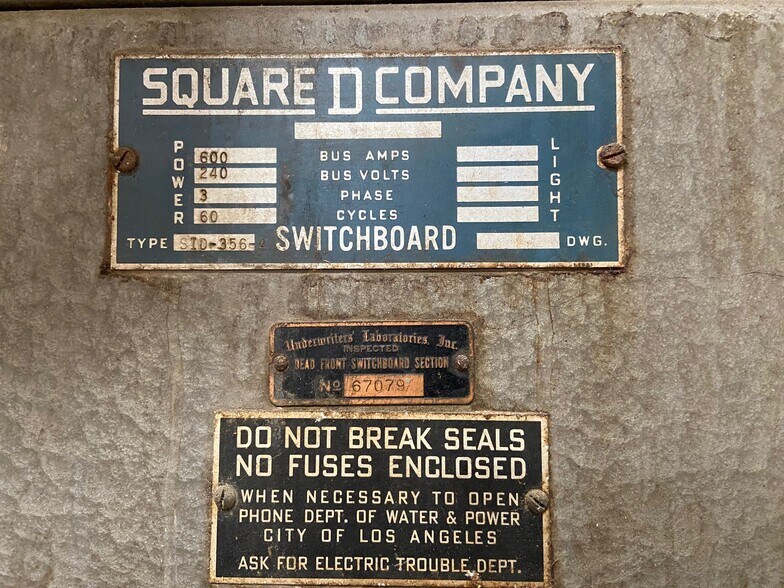 SQUARE D COMPANY
POWER
LIGHT
600 BUS AMPS
240 BUS VOLTS
3 PHASE
60 CYCLES
TYPE STD-356- SWITCHBOARD DWG.
Underwriters' Laboratories, Inc.
INSPECTED
DEAD FRONT SWITCHBOARD SECTION
No 67079
DO NOT BREAK SEALS
NO FUSES ENCLOSED
WHEN NECESSARY TO OPEN
PHONE DEPT. OF WATER & POWER
CITY OF LOS ANGELES
ASK FOR ELECTRIC TROUBLE DEPT.